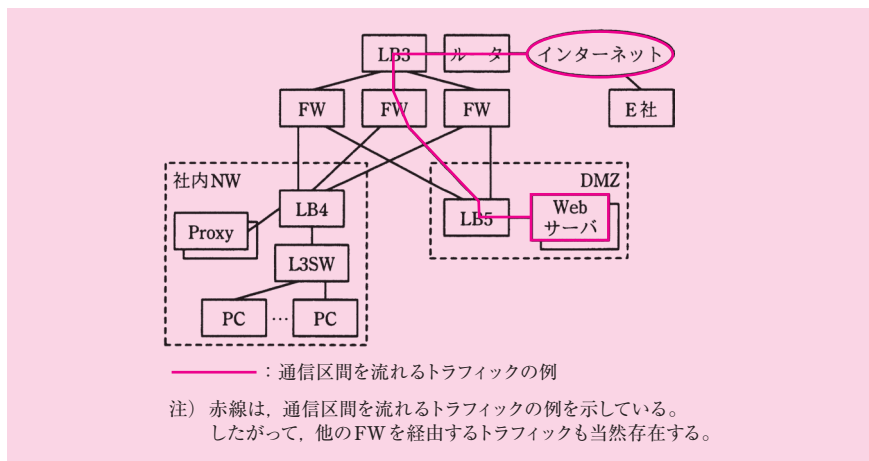 LB3
ルータ
インターネット
FW
FW
FW
E社
社内NW
DMZ
LB4
LB5
Web
サーバ
Proxy
L3SW
PC
…
PC
：通信区間を流れるトラフィックの例
注）赤線は，通信区間を流れるトラフィックの例を示している。
したがって，他のFWを経由するトラフィックも当然存在する。